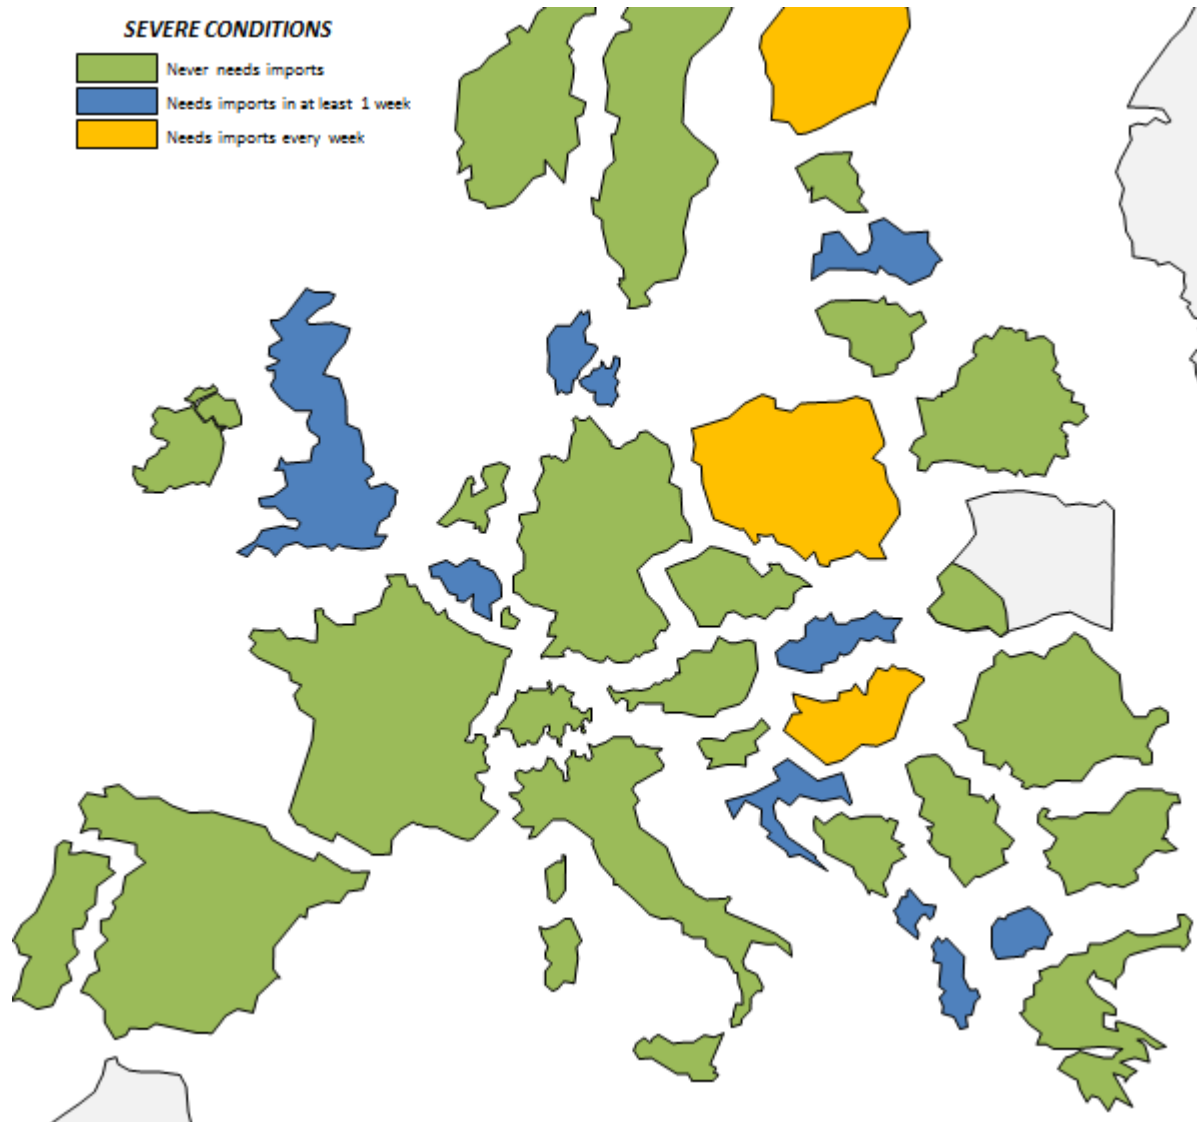 SEVERE CONDITIONS
Never needs imports
Needs imports in at least 1 week
Needs imports every week